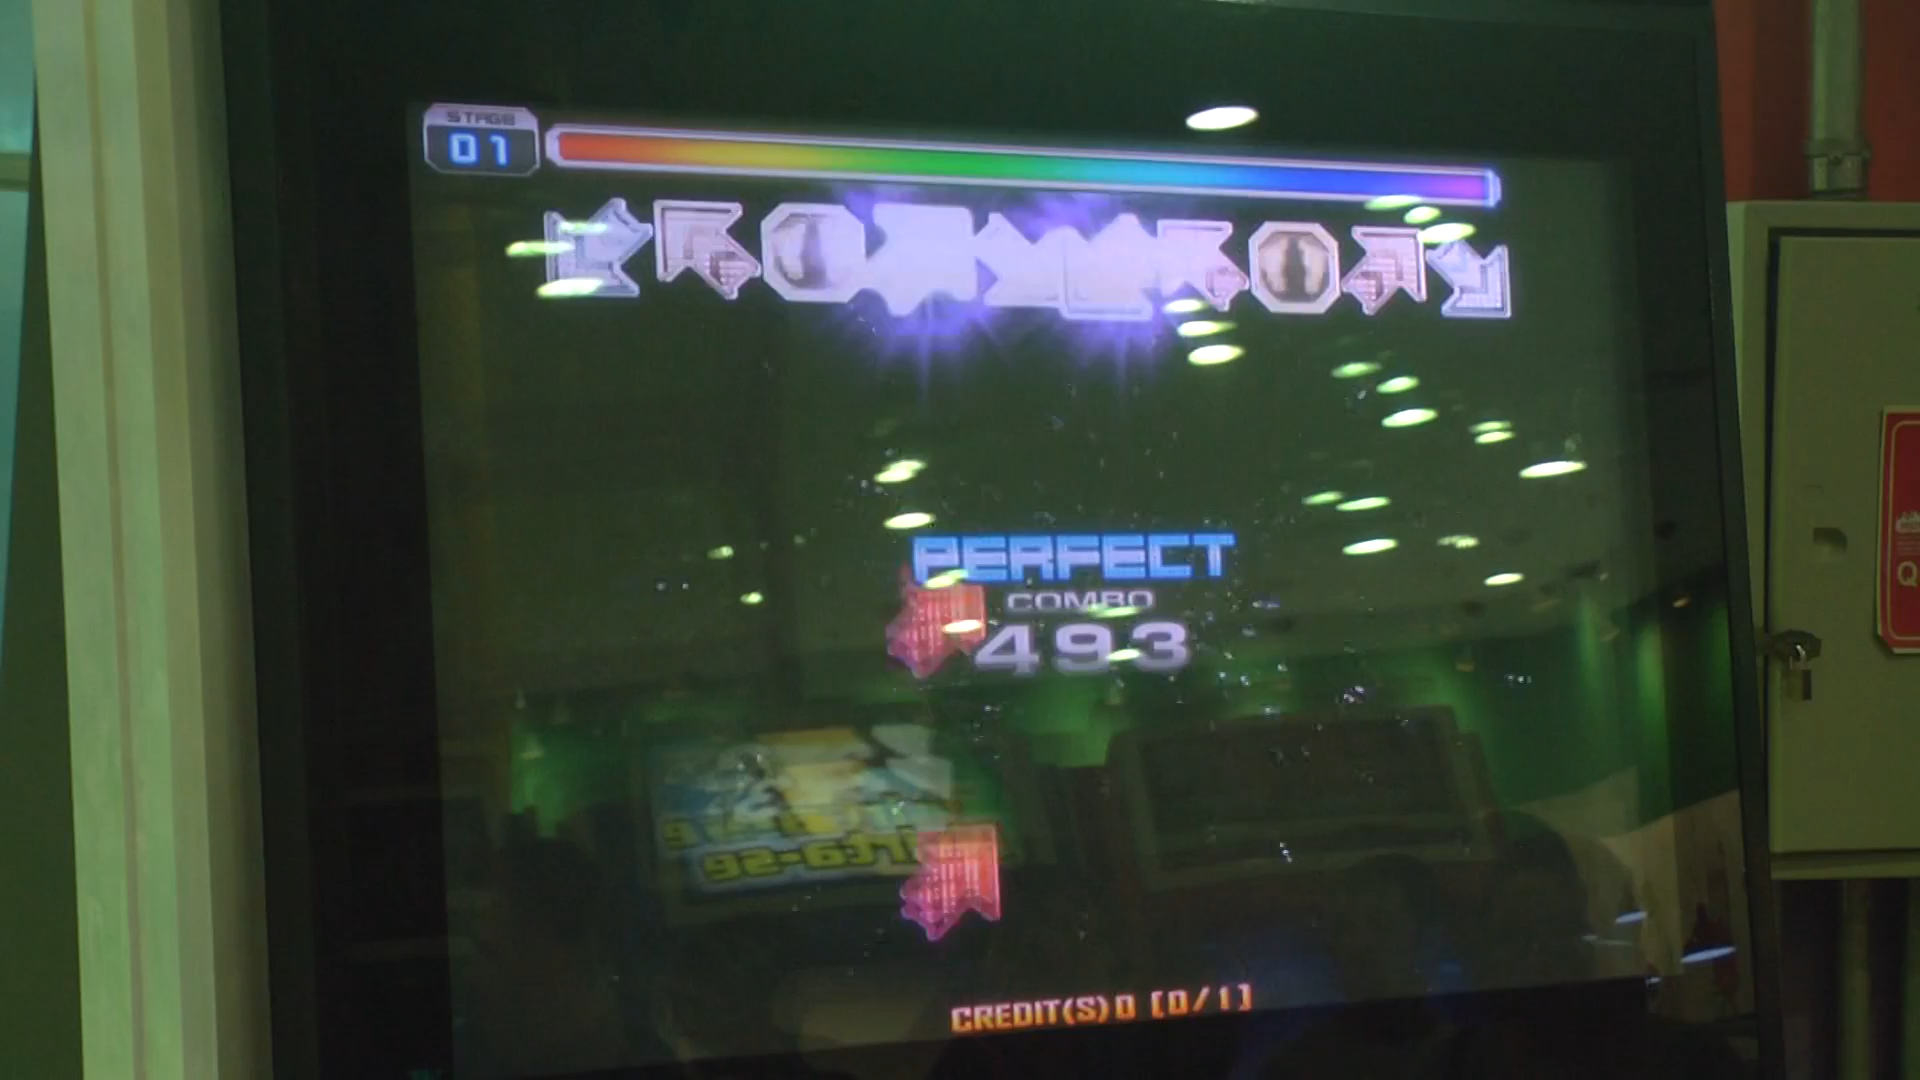 STAGE
01
PERFECT
COMBO
493
CREDIT(S) 0 [0/1]
Q